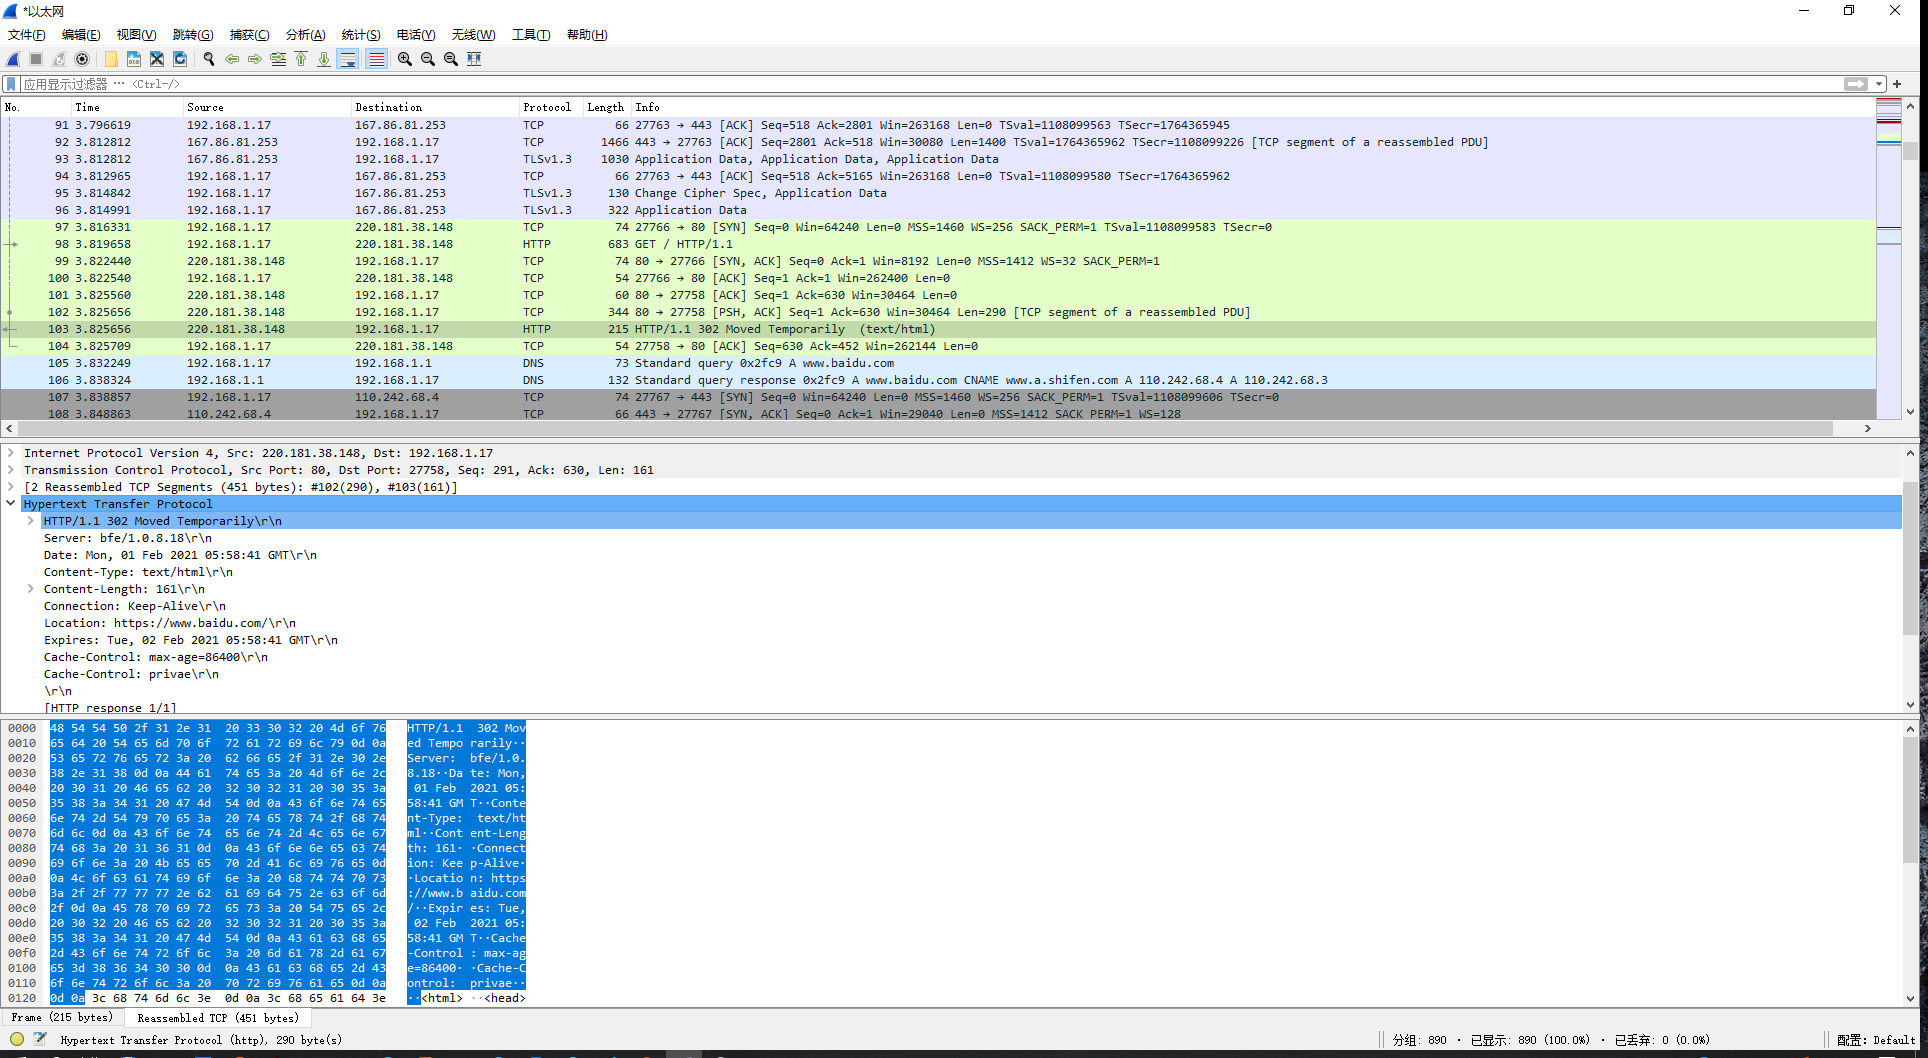 *以太网
文件(F) 编辑(E) 视图(V) 跳转(G) 捕获(C) 分析(A) 统计(S) 电话(Y) 无线(W) 工具(T) 帮助(H)
应用显示过滤器 … <Ctrl-/>
No. Time Source Destination Protocol Length Info
91 3.796619 192.168.1.17 167.86.81.253 TCP 66 27763 → 443 [ACK] Seq=518 Ack=2801 Win=263168 Len=0 TSval=1108099563 TSecr=1764365945
92 3.812812 167.86.81.253 192.168.1.17 TCP 1466 443 → 27763 [ACK] Seq=2801 Ack=518 Win=30080 Len=1400 TSval=1764365962 TSecr=1108099226 [TCP segment of a reassembled PDU]
93 3.812812 167.86.81.253 192.168.1.17 TLSv1.3 1030 Application Data, Application Data, Application Data
94 3.812965 192.168.1.17 167.86.81.253 TCP 66 27763 → 443 [ACK] Seq=518 Ack=5165 Win=263168 Len=0 TSval=1108099580 TSecr=1764365962
95 3.814842 192.168.1.17 167.86.81.253 TLSv1.3 130 Change Cipher Spec, Application Data
96 3.814991 192.168.1.17 167.86.81.253 TLSv1.3 322 Application Data
97 3.816331 192.168.1.17 220.181.38.148 TCP 74 27766 → 80 [SYN] Seq=0 Win=64240 Len=0 MSS=1460 WS=256 SACK_PERM=1 TSval=1108099583 TSecr=0
98 3.819658 192.168.1.17 220.181.38.148 HTTP 683 GET / HTTP/1.1
99 3.822440 220.181.38.148 192.168.1.17 TCP 74 80 → 27766 [SYN, ACK] Seq=0 Ack=1 Win=8192 Len=0 MSS=1412 WS=32 SACK_PERM=1
100 3.822540 192.168.1.17 220.181.38.148 TCP 54 27766 → 80 [ACK] Seq=1 Ack=1 Win=262400 Len=0
101 3.825560 220.181.38.148 192.168.1.17 TCP 60 80 → 27758 [ACK] Seq=1 Ack=630 Win=30464 Len=0
102 3.825656 220.181.38.148 192.168.1.17 TCP 344 80 → 27758 [PSH, ACK] Seq=1 Ack=630 Win=30464 Len=290 [TCP segment of a reassembled PDU]
103 3.825656 220.181.38.148 192.168.1.17 HTTP 215 HTTP/1.1 302 Moved Temporarily (text/html)
104 3.825709 192.168.1.17 220.181.38.148 TCP 54 27758 → 80 [ACK] Seq=630 Ack=452 Win=262144 Len=0
105 3.832249 192.168.1.17 192.168.1.1 DNS 73 Standard query 0x2fc9 A www.baidu.com
106 3.838324 192.168.1.1 192.168.1.17 DNS 132 Standard query response 0x2fc9 A www.baidu.com CNAME www.a.shifen.com A 110.242.68.4 A 110.242.68.3
107 3.838857 192.168.1.17 110.242.68.4 TCP 74 27767 → 443 [SYN] Seq=0 Win=64240 Len=0 MSS=1460 WS=256 SACK_PERM=1 TSval=1108099606 TSecr=0
108 3.848863 110.242.68.4 192.168.1.17 TCP 66 443 → 27767 [SYN, ACK] Seq=0 Ack=1 Win=29040 Len=0 MSS=1412 SACK_PERM=1 WS=128
Internet Protocol Version 4, Src: 220.181.38.148, Dst: 192.168.1.17
Transmission Control Protocol, Src Port: 80, Dst Port: 27758, Seq: 291, Ack: 630, Len: 161
[2 Reassembled TCP Segments (451 bytes): #102(290), #103(161)]
Hypertext Transfer Protocol
HTTP/1.1 302 Moved Temporarily\r\n
Server: bfe/1.0.8.18\r\n
Date: Mon, 01 Feb 2021 05:58:41 GMT\r\n
Content-Type: text/html\r\n
Content-Length: 161\r\n
Connection: Keep-Alive\r\n
Location: https://www.baidu.com/\r\n
Expires: Tue, 02 Feb 2021 05:58:41 GMT\r\n
Cache-Control: max-age=86400\r\n
Cache-Control: privae\r\n
\r\n
[HTTP response 1/1]
0000 48 54 54 50 2f 31 2e 31 20 33 30 32 20 4d 6f 76 HTTP/1.1 302 Mov
0010 65 64 20 54 65 6d 70 6f 72 61 72 69 6c 79 0d 0a ed Tempo rarily··
0020 53 65 72 76 65 72 3a 20 62 66 65 2f 31 2e 30 2e Server: bfe/1.0.
0030 38 2e 31 38 0d 0a 44 61 74 65 3a 20 4d 6f 6e 2c 8.18··Da te: Mon,
0040 20 30 31 20 46 65 62 20 32 30 32 31 20 30 35 3a 01 Feb 2021 05:
0050 35 38 3a 34 31 20 47 4d 54 0d 0a 43 6f 6e 74 65 58:41 GM T··Conte
0060 6e 74 2d 54 79 70 65 3a 20 74 65 78 74 2f 68 74 nt-Type: text/ht
0070 6d 6c 0d 0a 43 6f 6e 74 65 6e 74 2d 4c 65 6e 67 ml··Cont ent-Leng
0080 74 68 3a 20 31 36 31 0d 0a 43 6f 6e 6e 65 63 74 th: 161· ·Connect
0090 69 6f 6e 3a 20 4b 65 65 70 2d 41 6c 69 76 65 0d ion: Kee p-Alive·
00a0 0a 4c 6f 63 61 74 69 6f 6e 3a 20 68 74 74 70 73 ·Locatio n: https
00b0 3a 2f 2f 77 77 77 2e 62 61 69 64 75 2e 63 6f 6d ://www.b aidu.com
00c0 2f 0d 0a 45 78 70 69 72 65 73 3a 20 54 75 65 2c /··Expir es: Tue,
00d0 20 30 32 20 46 65 62 20 32 30 32 31 20 30 35 3a 02 Feb 2021 05:
00e0 35 38 3a 34 31 20 47 4d 54 0d 0a 43 61 63 68 65 58:41 GM T··Cache
00f0 2d 43 6f 6e 74 72 6f 6c 3a 20 6d 61 78 2d 61 67 -Control : max-ag
0100 65 3d 38 36 34 30 30 0d 0a 43 61 63 68 65 2d 43 e=86400· ·Cache-C
0110 6f 6e 74 72 6f 6c 3a 20 70 72 69 76 61 65 0d 0a ontrol: privae··
0120 0d 0a 3c 68 74 6d 6c 3e 0d 0a 3c 68 65 61 64 3e ··<html> ··<head>
Frame (215 bytes) Reassembled TCP (451 bytes)
Hypertext Transfer Protocol (http), 290 byte(s) 分组: 890 · 已显示: 890 (100.0%) · 已丢弃: 0 (0.0%) 配置: Default